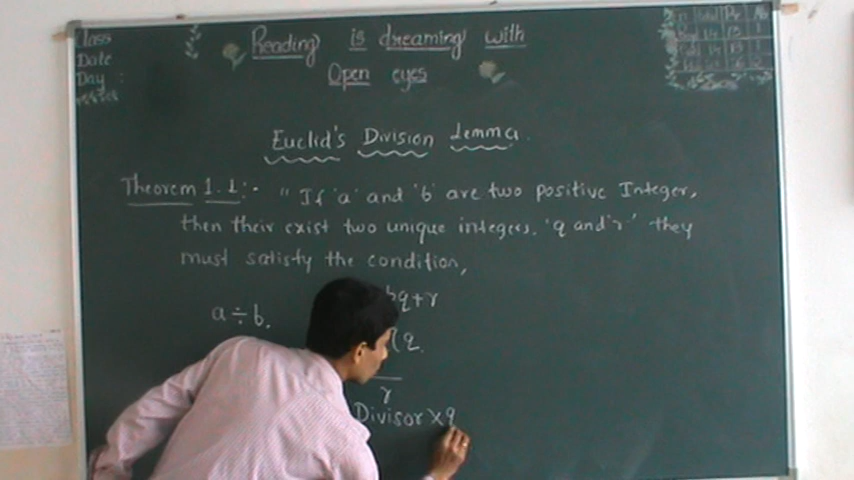 Class
Date
Day :
Reading is dreaming with
Open eyes
Euclid's Division Lemma.
Theorem 1.1:- "If 'a' and 'b' are two positive Integer,
then their exist two unique integers. 'q and r' they
must satisfy the condition,
bq+r
a÷b.
q.
r
Divisor×q